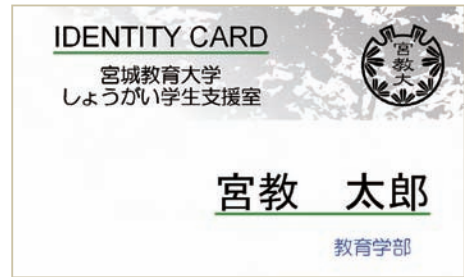 IDENTITY CARD
宮城教育大学
しょうがい学生支援室
宮教大
宮教　太郎
教育学部